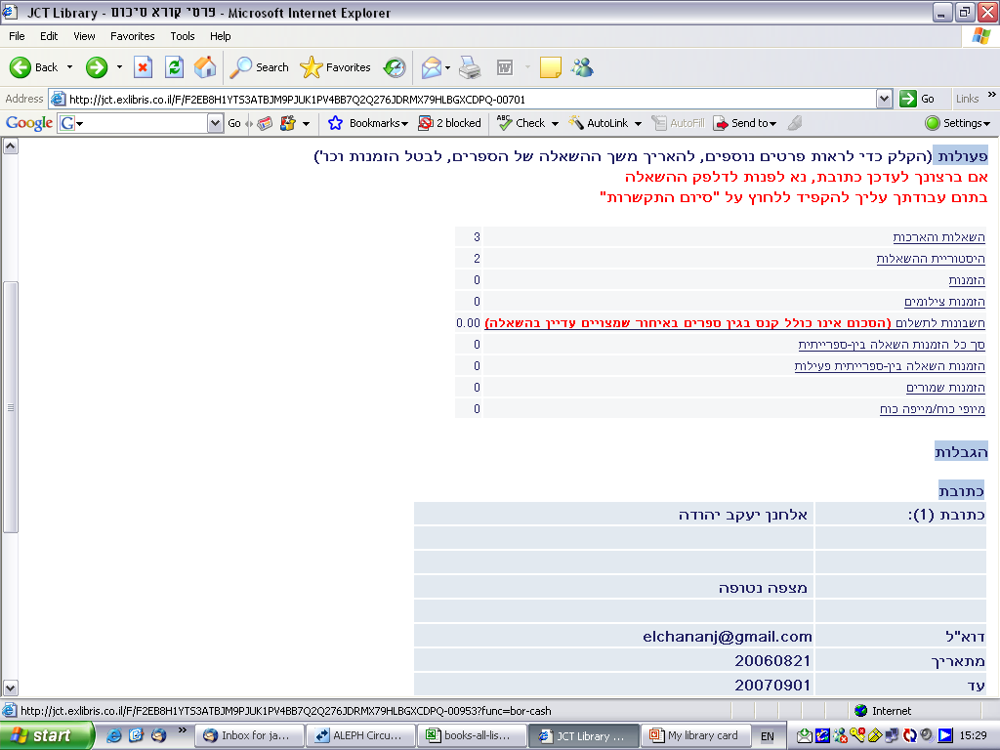 JCT Library - פרטי קורא סיכום - Microsoft Internet Explorer
File Edit View Favorites Tools Help
Back Search Favorites
Address http://jct.exlibris.co.il/F/F2EB8H1YTS3ATBJM9PJUK1PV4BB7Q2Q276JDRMX79HLBGXCDPQ-00701 Go Links »
Google G Go Bookmarks 2 blocked ABC Check AutoLink AutoFill Send to Settings
פעולות (הקלק כדי לראות פרטים נוספים, להאריך משך ההשאלה של הספרים, לבטל הזמנות וכו')
אם ברצונך לעדכן כתובת, נא לפנות לדלפק ההשאלה
בתום עבודתך עליך להקפיד ללחוץ על "סיום התקשרות"
השאלות והארכות 3
היסטוריית ההשאלות 2
הזמנות 0
הזמנות צילומים 0
חשבונות לתשלום (הסכום אינו כולל קנס בגין ספרים באיחור שמצויים עדיין בהשאלה) 0.00
סך כל הזמנות השאלה בין-ספרייתית 0
הזמנות השאלה בין-ספרייתית פעילות 0
הזמנות שמורים 0
מיופי כוח/מייפה כוח 0
הגבלות
כתובת
כתובת (1): אלחנן יעקב יהודה
מצפה נטופה
דוא"ל elchananj@gmail.com
מתאריך 20060821
עד 20070901
http://jct.exlibris.co.il/F/F2EB8H1YTS3ATBJM9PJUK1PV4BB7Q2Q276JDRMX79HLBGXCDPQ-00953?func=bor-cash Internet
start » Inbox for ja... ALEPH Circu... books-all-lis... JCT Library ... My library card EN 15:29